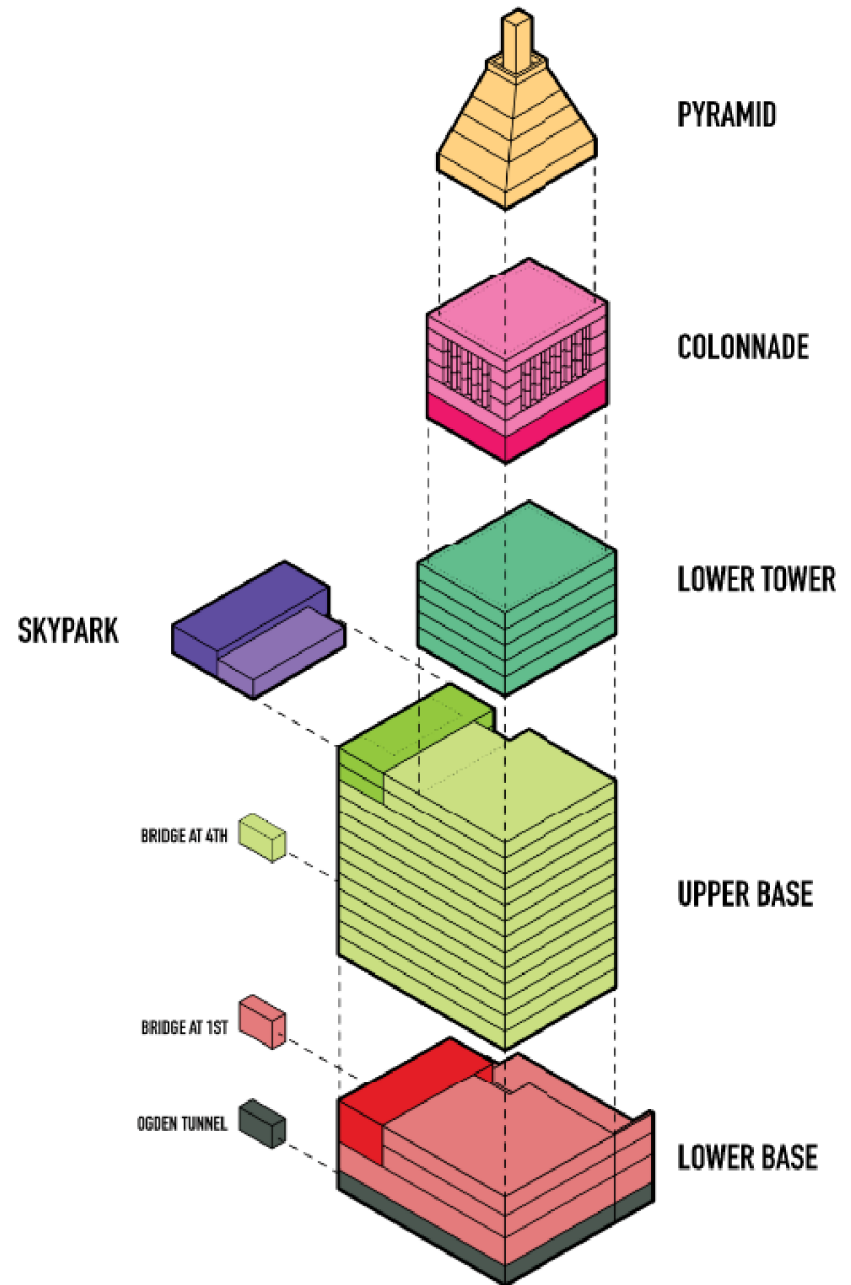 PYRAMID
COLONNADE
LOWER TOWER
SKYPARK
BRIDGE AT 4TH
UPPER BASE
BRIDGE AT 1ST
OGDEN TUNNEL
LOWER BASE